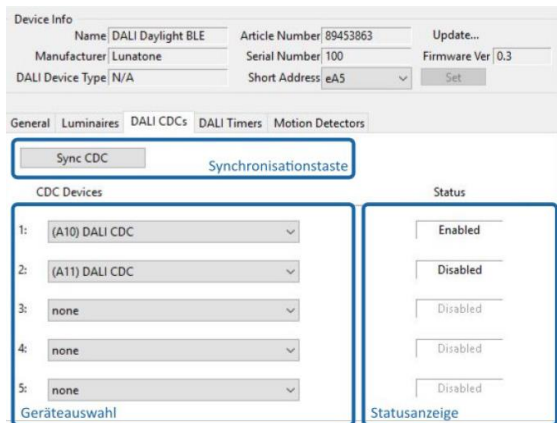 Device Info
Name DALI Daylight BLE Article Number 89453863 Update...
Manufacturer Lunatone Serial Number 100 Firmware Ver 0.3
DALI Device Type N/A Short Address eA5 Set
General Luminaires DALI CDCs DALI Timers Motion Detectors
Sync CDC Synchronisationstaste
CDC Devices Status
1: (A10) DALI CDC Enabled
2: (A11) DALI CDC Disabled
3: none Disabled
4: none Disabled
5: none Disabled
Geräteauswahl Statusanzeige